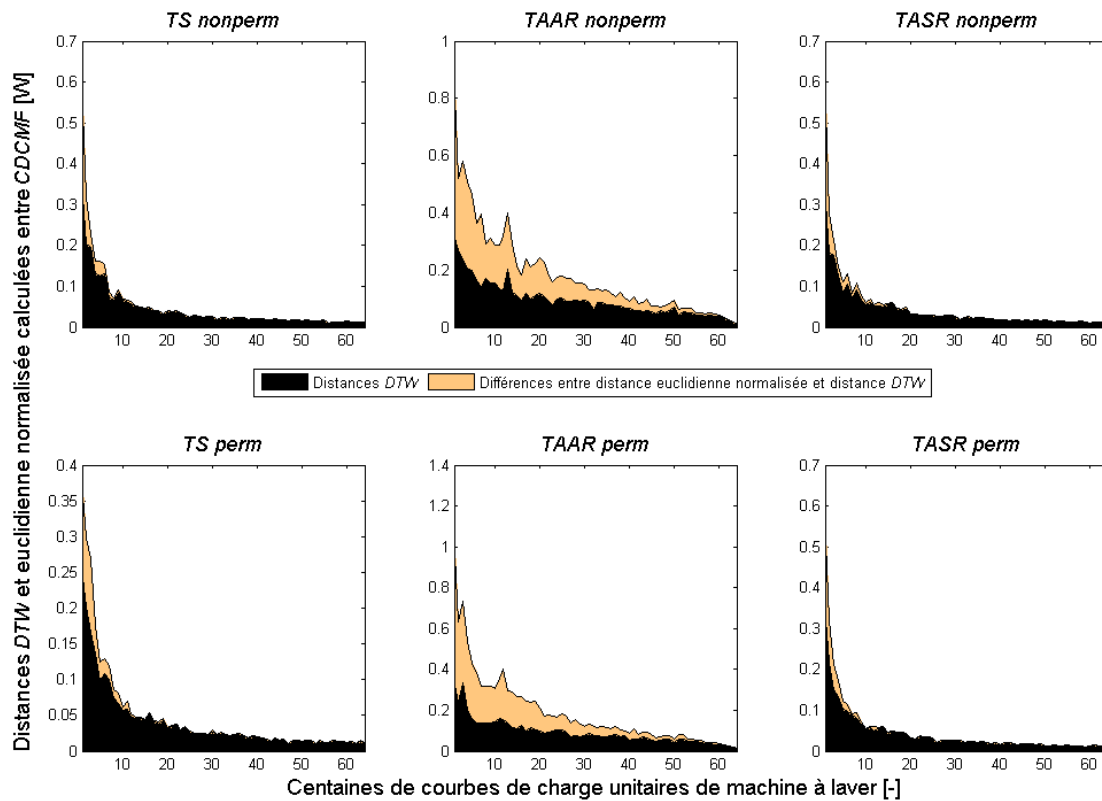 TS nonperm
TAAR nonperm
TASR nonperm
Distances DTW et euclidienne normalisée calculées entre CDCMF [W]
0.7
0.6
0.5
0.4
0.3
0.2
0.1
0
10 20 30 40 50 60
1
0.8
0.6
0.4
0.2
0
10 20 30 40 50 60
0.7
0.6
0.5
0.4
0.3
0.2
0.1
0
10 20 30 40 50 60
Distances DTW
Différences entre distance euclidienne normalisée et distance DTW
TS perm
TAAR perm
TASR perm
0.4
0.35
0.3
0.25
0.2
0.15
0.1
0.05
0
10 20 30 40 50 60
1.4
1.2
1
0.8
0.6
0.4
0.2
0
10 20 30 40 50 60
0.7
0.6
0.5
0.4
0.3
0.2
0.1
0
10 20 30 40 50 60
Centaines de courbes de charge unitaires de machine à laver [-]